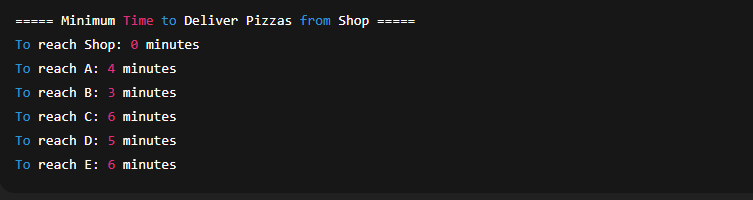 ===== Minimum Time to Deliver Pizzas from Shop =====
To reach Shop: 0 minutes
To reach A: 4 minutes
To reach B: 3 minutes
To reach C: 6 minutes
To reach D: 5 minutes
To reach E: 6 minutes